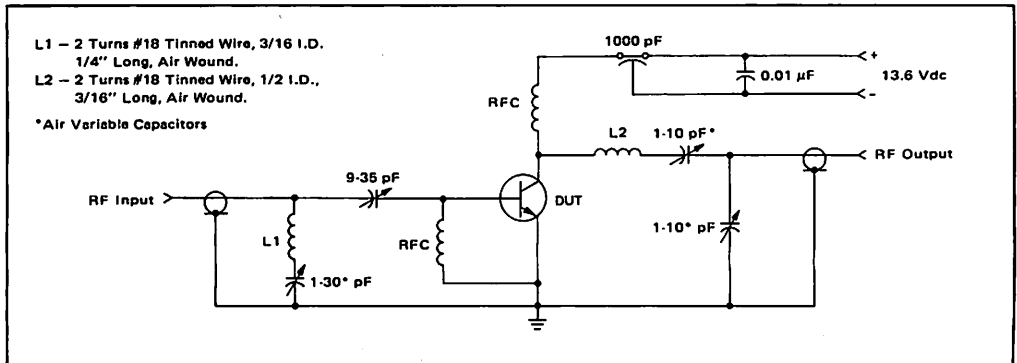 L1 – 2 Turns #18 Tinned Wire, 3/16 I.D.
1/4" Long, Air Wound.
L2 – 2 Turns #18 Tinned Wire, 1/2 I.D.,
3/16" Long, Air Wound.
*Air Variable Capacitors
1000 pF
+
0.01 μF
13.6 Vdc
–
RFC
L2
1-10 pF*
RF Output
9-35 pF
RF Input
DUT
L1
RFC
1-10* pF
1-30* pF